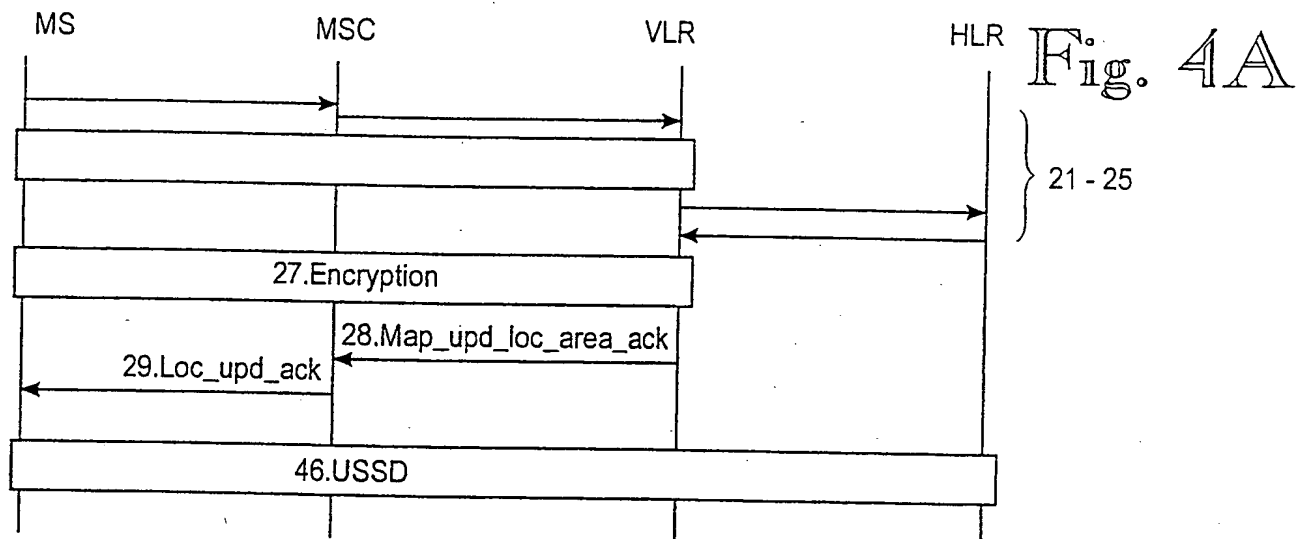 MS MSC VLR HLR
Fig. 4A
21 - 25
27.Encryption
28.Map_upd_loc_area_ack
29.Loc_upd_ack
46.USSD